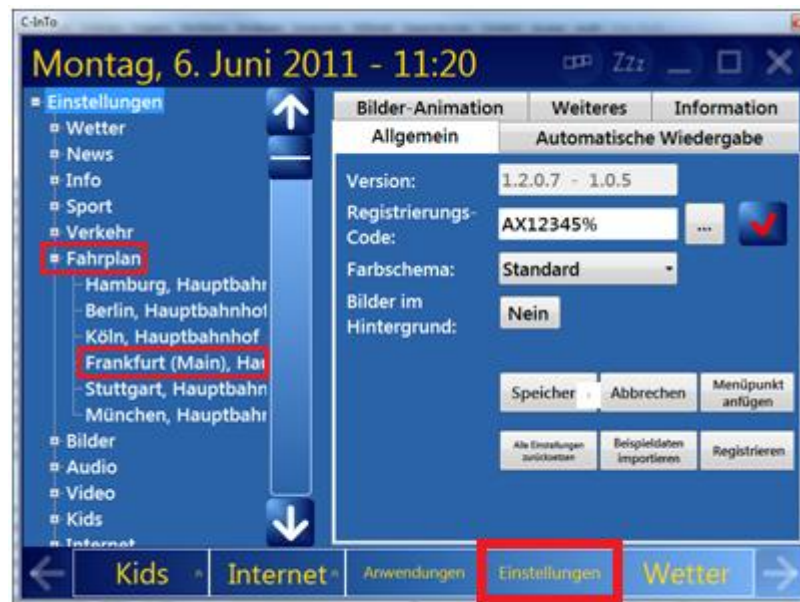 C-InTo
Montag, 6. Juni 2011 - 11:20
Zzz
Einstellungen
Wetter
News
Info
Sport
Verkehr
Fahrplan
Hamburg, Hauptbahn
Berlin, Hauptbahnhof
Köln, Hauptbahnhof
Frankfurt (Main), Hau
Stuttgart, Hauptbahn
München, Hauptbahn
Bilder
Audio
Video
Kids
Internet
Bilder-Animation Weiteres Information
Allgemein Automatische Wiedergabe
Version: 1.2.0.7 - 1.0.5
Registrierungs-
Code: AX12345% ...
Farbschema: Standard
Bilder im
Hintergrund: Nein
Speicher Abbrechen Menüpunkt
anfügen
Alle Einstellungen
zurücksetzen
Beispieldaten
importieren
Registrieren
Kids Internet Anwendungen Einstellungen Wetter